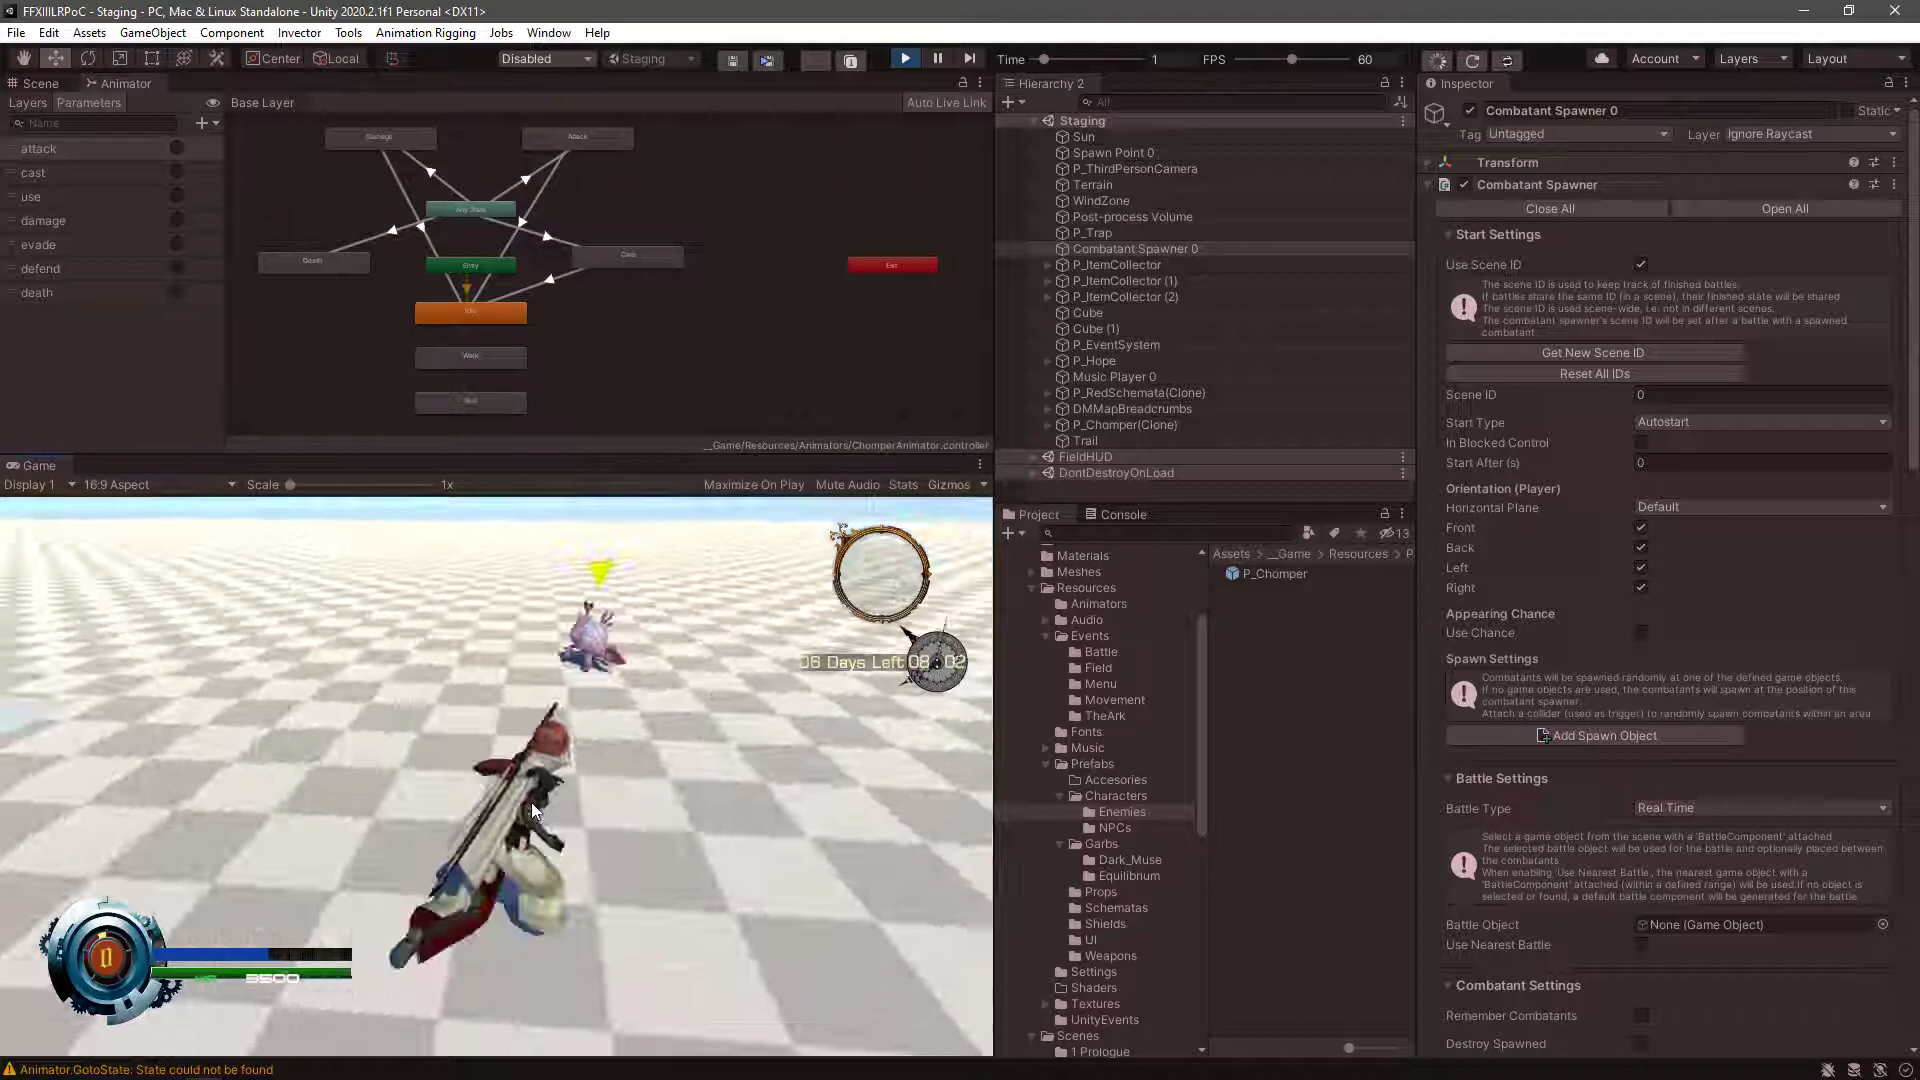 FFXIIILRPoC - Staging - PC, Mac & Linux Standalone - Unity 2020.2.1f1 Personal <DX11>
File Edit Assets GameObject Component Invector Tools Animation Rigging Jobs Window Help
Center Local Disabled Staging Time 1 FPS 60 Account Layers Layout
Scene Animator
Layers Parameters Base Layer Auto Live Link
Name
attack
cast
use
damage
evade
defend
death
Damage Attack
Any State
Death Entry Exit
Idle
Walk
__Game/Resources/Animators/ChomperAnimator.controller
Game
Display 1 16:9 Aspect Scale 1x Maximize On Play Mute Audio Stats Gizmos
06 Days Left 08 02
3500
Hierarchy 2
All
Staging
Sun
Spawn Point 0
P_ThirdPersonCamera
Terrain
WindZone
Post-process Volume
P_Trap
Combatant Spawner 0
P_ItemCollector
P_ItemCollector (1)
P_ItemCollector (2)
Cube
Cube (1)
P_EventSystem
P_Hope
Music Player 0
P_RedSchemata(Clone)
DMMapBreadcrumbs
P_Chomper(Clone)
Trail
FieldHUD
DontDestroyOnLoad
Project Console
13
Materials
Meshes
Resources
Animators
Audio
Events
Battle
Field
Menu
Movement
TheArk
Fonts
Music
Prefabs
Accesories
Characters
Enemies
NPCs
Garbs
Dark_Muse
Equilibrium
Props
Schematas
Shields
UI
Weapons
Settings
Shaders
Textures
UnityEvents
Scenes
1 Prologue
Assets > __Game > Resources > P
P_Chomper
Inspector
Combatant Spawner 0 Static
Tag Untagged Layer Ignore Raycast
Transform
Combatant Spawner
Close All Open All
Start Settings
Use Scene ID
The scene ID is used to keep track of finished battles.
If battles share the same ID (in a scene), their finished state will be shared
The scene ID is used scene-wide, i.e. not in different scenes.
The combatant spawner's scene ID will be set after a battle with a spawned
combatant.
Get New Scene ID
Reset All IDs
Scene ID 0
Start Type Autostart
In Blocked Control
Start After (s) 0
Orientation (Player)
Horizontal Plane Default
Front
Back
Left
Right
Appearing Chance
Use Chance
Spawn Settings
Combatants will be spawned randomly at one of the defined game objects.
If no game objects are used, the combatants will spawn at the position of this
combatant spawner.
Attach a collider (used as trigger) to randomly spawn combatants within an area
Add Spawn Object
Battle Settings
Battle Type Real Time
Select a game object from the scene with a 'BattleComponent' attached
The selected battle object will be used for the battle and optionally placed between
the combatants
When enabling 'Use Nearest Battle', the nearest game object with a
'BattleComponent' attached (within a defined range) will be used.If no object is
selected or found, a default battle component will be generated for the battle
Battle Object None (Game Object)
Use Nearest Battle
Combatant Settings
Remember Combatants
Destroy Spawned
Animator.GotoState: State could not be found